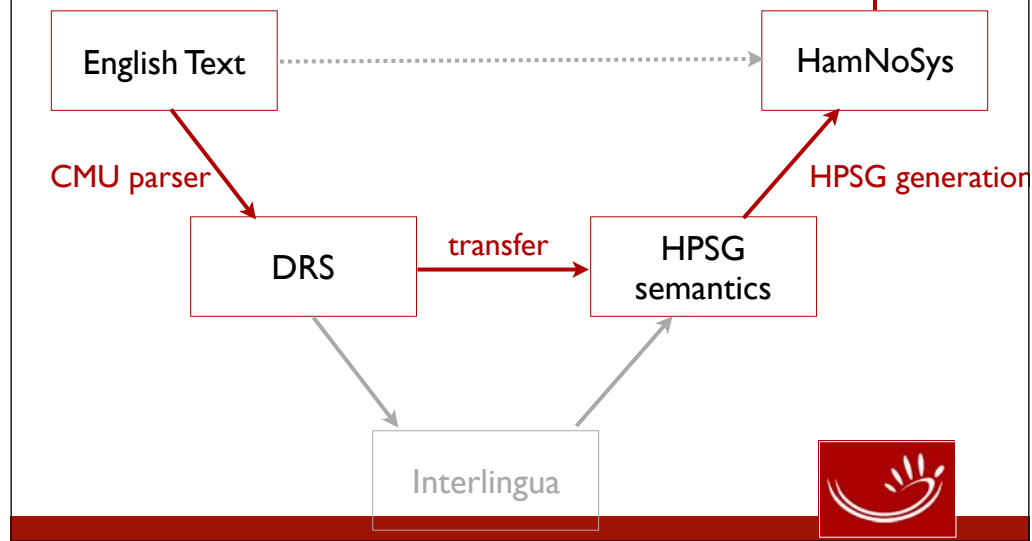 English Text
HamNoSys
CMU parser
HPSG generation
DRS
transfer
HPSG
semantics
Interlingua